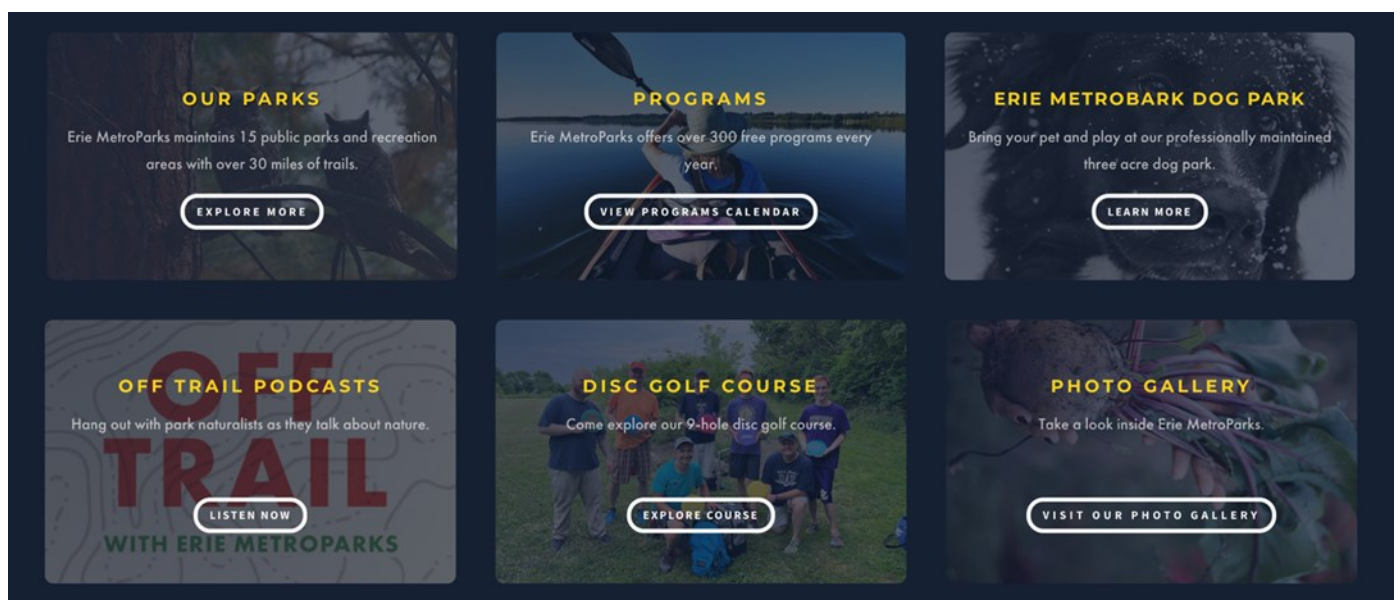 OUR PARKS
Erie MetroParks maintains 15 public parks and recreation
areas with over 30 miles of trails.
EXPLORE MORE
PROGRAMS
Erie MetroParks offers over 300 free programs every
year.
VIEW PROGRAMS CALENDAR
ERIE METROBARK DOG PARK
Bring your pet and play at our professionally maintained
three acre dog park.
LEARN MORE
OFF TRAIL PODCASTS
Hang out with park naturalists as they talk about nature.
LISTEN NOW
OFF
TRAIL
WITH ERIE METROPARKS
DISC GOLF COURSE
Come explore our 9-hole disc golf course.
EXPLORE COURSE
PHOTO GALLERY
Take a look inside Erie MetroParks.
VISIT OUR PHOTO GALLERY